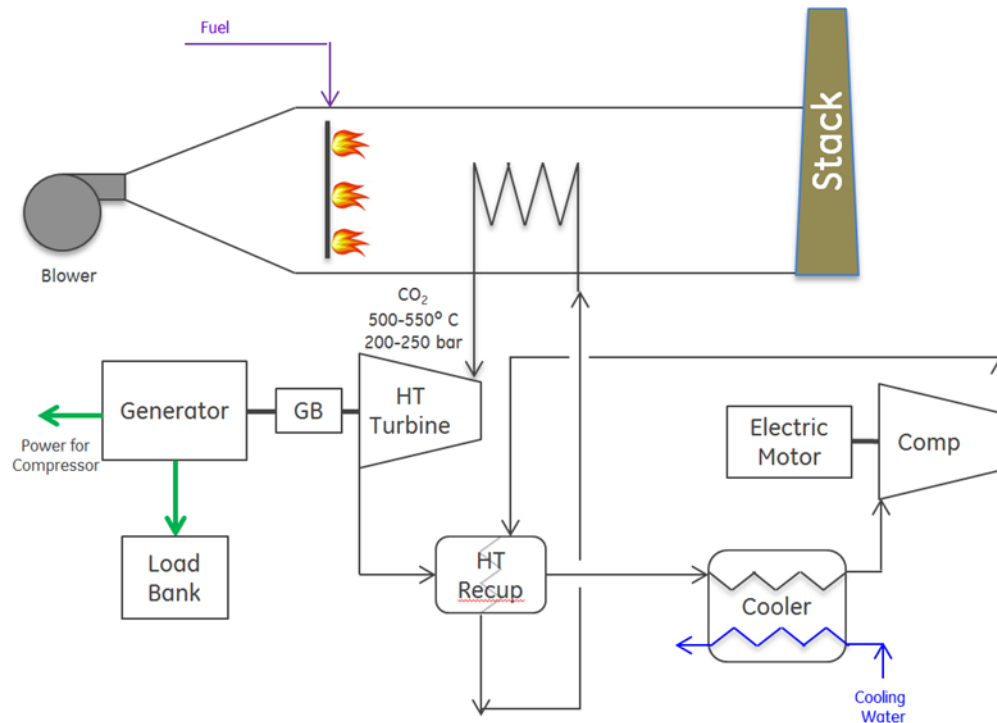 Fuel
Stack
Blower
CO₂
500-550° C
200-250 bar
Generator
GB
HT
Turbine
Electric
Motor
Comp
Power for
Compressor
Load
Bank
HT
Recup
Cooler
Cooling
Water